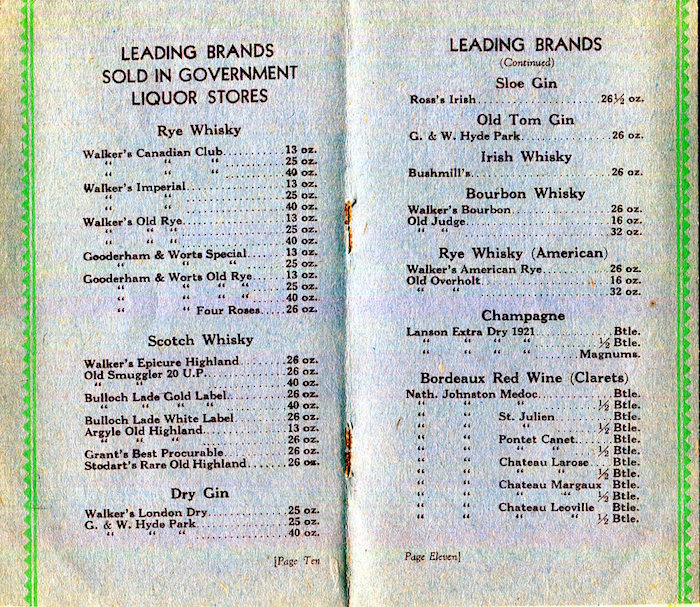 LEADING BRANDS
SOLD IN GOVERNMENT
LIQUOR STORES
Rye Whisky
Walker's Canadian Club........13 oz.
" " "........25 oz.
" " "........40 oz.
Walker's Imperial........13 oz.
" "........25 oz.
" "........40 oz.
Walker's Old Rye........13 oz.
" " "........25 oz.
" " "........40 oz.
Gooderham & Worts Special........13 oz.
" " "........25 oz.
Gooderham & Worts Old Rye........13 oz.
" " " "........25 oz.
" " " "........40 oz.
" " Four Roses........26 oz.
Scotch Whisky
Walker's Epicure Highland........26 oz.
Old Smuggler 20 U.P.........26 oz.
" "........40 oz.
Bulloch Lade Gold Label........26 oz.
" " " "........40 oz.
Bulloch Lade White Label........26 oz.
Argyle Old Highland........13 oz.
" " "........26 oz.
Grant's Best Procurable........26 oz.
Stodart's Rare Old Highland........26 oz.
Dry Gin
Walker's London Dry........25 oz.
G. & W. Hyde Park........25 oz.
" " "........40 oz.
[Page Ten
LEADING BRANDS
(Continued)
Sloe Gin
Ross's Irish........26½ oz.
Old Tom Gin
G. & W. Hyde Park........26 oz.
Irish Whisky
Bushmill's........26 oz.
Bourbon Whisky
Walker's Bourbon........26 oz.
Old Judge........16 oz.
" "........32 oz.
Rye Whisky (American)
Walker's American Rye........26 oz.
Old Overholt........16 oz.
" "........32 oz.
Champagne
Lanson Extra Dry 1921........Btle.
" " " "........½ Btle.
" " " "........Magnums.
Bordeaux Red Wine (Clarets)
Nath. Johnston Medoc........Btle.
" " "........½ Btle.
" " St. Julien........Btle.
" " "........½ Btle.
" " Pontet Canet........Btle.
" " " "........½ Btle.
" " Chateau Larose........Btle.
" " " "........½ Btle.
" " Chateau Margaux Btle.
" " " "........½ Btle.
" " Chateau Leoville Btle.
" " " "........½ Btle.
Page Eleven]